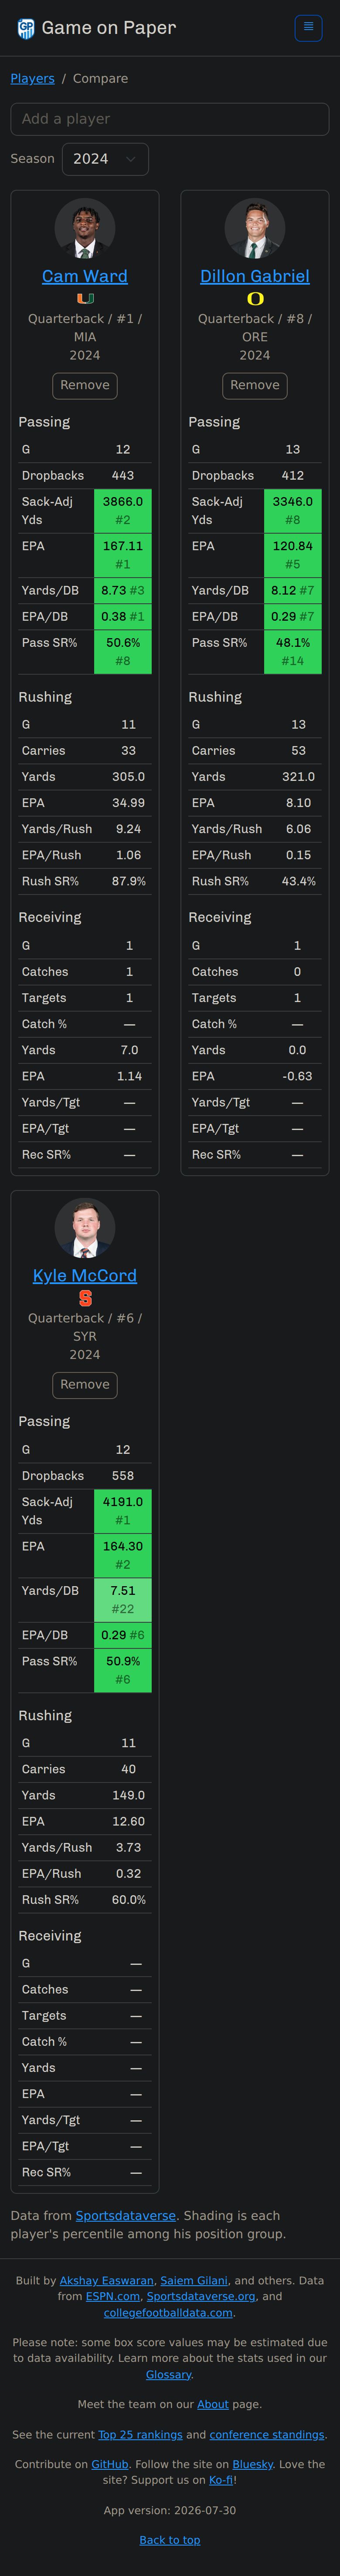 GP Game on Paper
Players / Compare
Add a player
Season 2024
Cam Ward
Quarterback / #1 /
MIA
2024
Remove
Passing
G 12
Dropbacks 443
Sack-Adj
Yds
3866.0
#2
EPA 167.11
#1
Yards/DB 8.73 #3
EPA/DB 0.38 #1
Pass SR% 50.6%
#8
Rushing
G 11
Carries 33
Yards 305.0
EPA 34.99
Yards/Rush 9.24
EPA/Rush 1.06
Rush SR% 87.9%
Receiving
G 1
Catches 1
Targets 1
Catch % —
Yards 7.0
EPA 1.14
Yards/Tgt —
EPA/Tgt —
Rec SR% —
Dillon Gabriel
Quarterback / #8 /
ORE
2024
Remove
Passing
G 13
Dropbacks 412
Sack-Adj
Yds
3346.0
#8
EPA 120.84
#5
Yards/DB 8.12 #7
EPA/DB 0.29 #7
Pass SR% 48.1%
#14
Rushing
G 13
Carries 53
Yards 321.0
EPA 8.10
Yards/Rush 6.06
EPA/Rush 0.15
Rush SR% 43.4%
Receiving
G 1
Catches 0
Targets 1
Catch % —
Yards 0.0
EPA -0.63
Yards/Tgt —
EPA/Tgt —
Rec SR% —
Kyle McCord
S
Quarterback / #6 /
SYR
2024
Remove
Passing
G 12
Dropbacks 558
Sack-Adj
Yds
4191.0
#1
EPA 164.30
#2
Yards/DB 7.51
#22
EPA/DB 0.29 #6
Pass SR% 50.9%
#6
Rushing
G 11
Carries 40
Yards 149.0
EPA 12.60
Yards/Rush 3.73
EPA/Rush 0.32
Rush SR% 60.0%
Receiving
G —
Catches —
Targets —
Catch % —
Yards —
EPA —
Yards/Tgt —
EPA/Tgt —
Rec SR% —
Data from Sportsdataverse. Shading is each
player's percentile among his position group.
Built by Akshay Easwaran, Saiem Gilani, and others. Data
from ESPN.com, Sportsdataverse.org, and
collegefootballdata.com.
Please note: some box score values may be estimated due
to data availability. Learn more about the stats used in our
Glossary.
Meet the team on our About page.
See the current Top 25 rankings and conference standings.
Contribute on GitHub. Follow the site on Bluesky. Love the
site? Support us on Ko-fi!
App version: 2026-07-30
Back to top